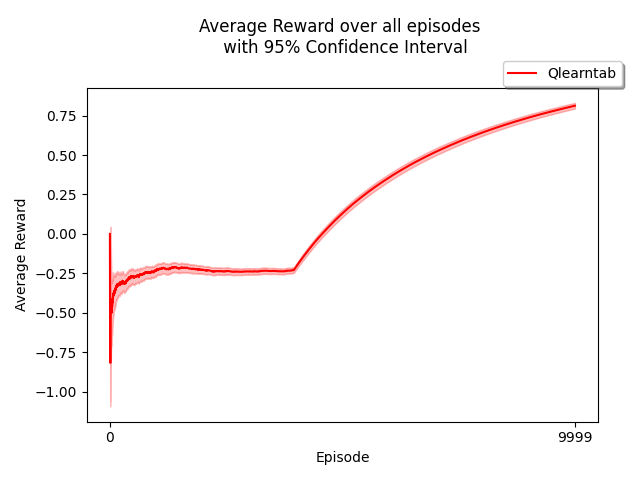 Average Reward over all episodes
with 95% Confidence Interval
Qlearntab
0.75
0.50
0.25
0.00
−0.25
−0.50
−0.75
−1.00
Average Reward
0
9999
Episode